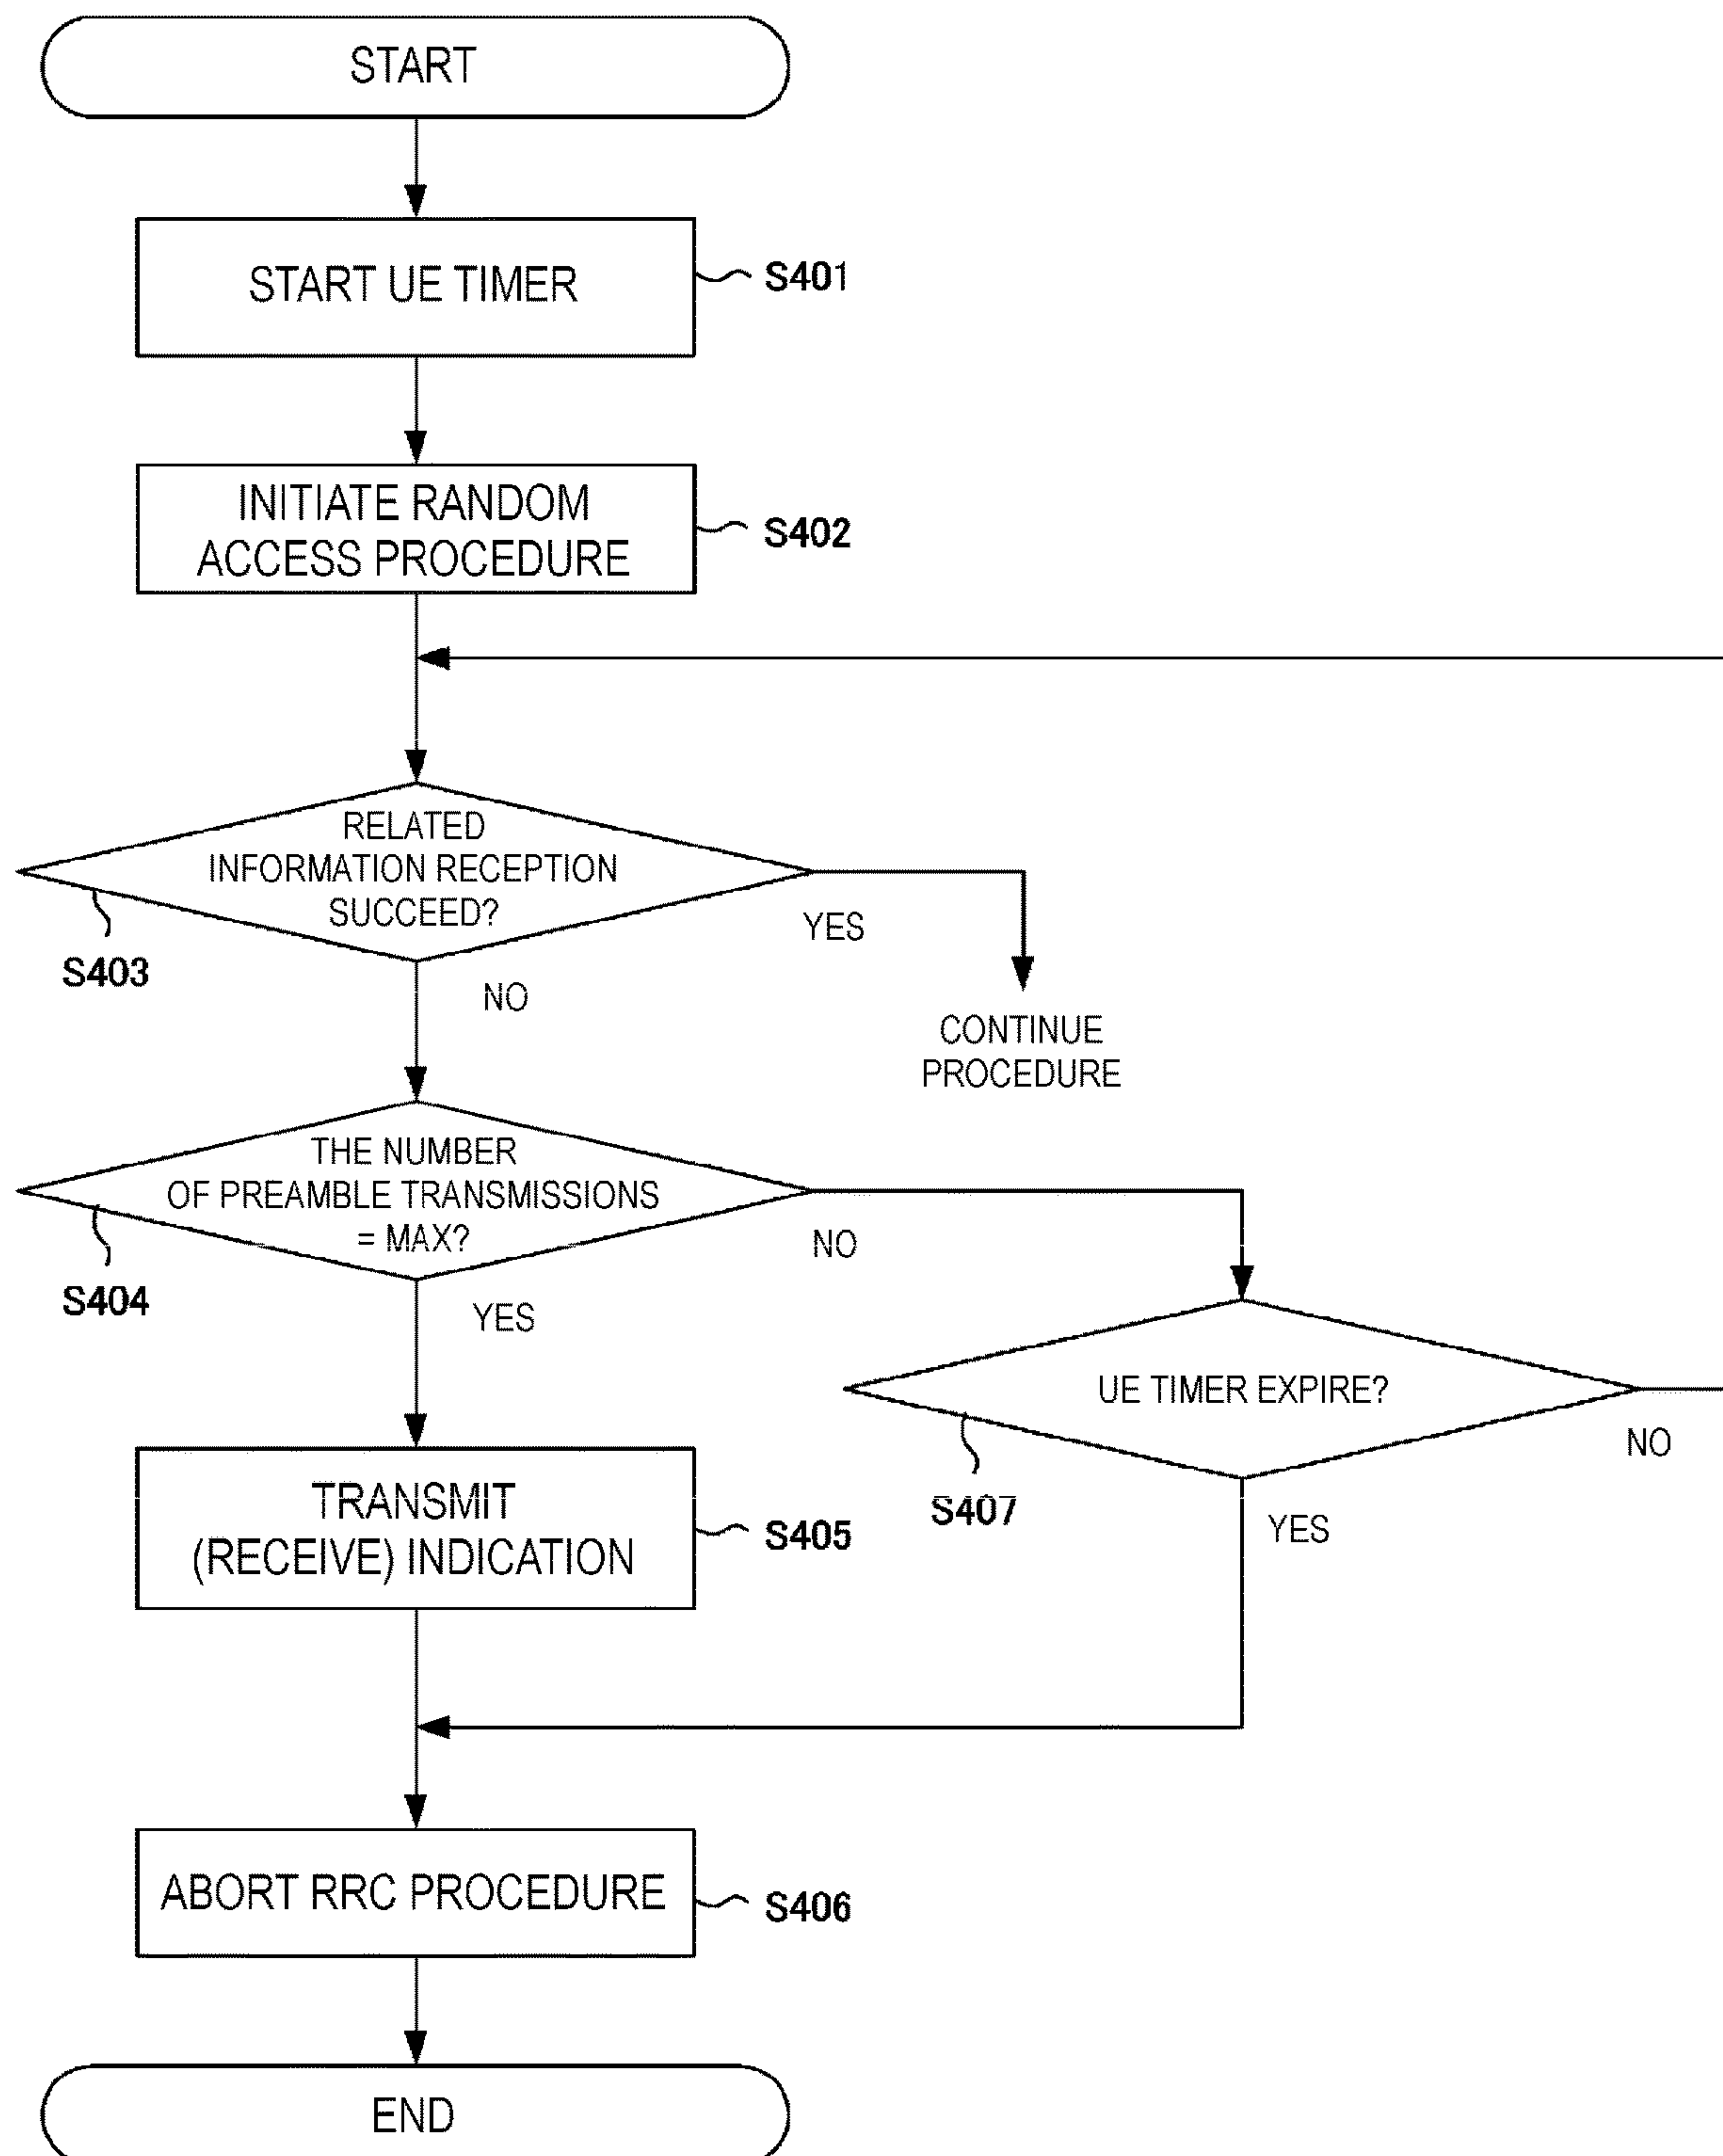 START
START UE TIMER
S401
INITIATE RANDOM
ACCESS PROCEDURE
S402
RELATED
INFORMATION RECEPTION
SUCCEED?
S403
YES
NO
CONTINUE
PROCEDURE
THE NUMBER
OF PREAMBLE TRANSMISSIONS
= MAX?
S404
NO
YES
UE TIMER EXPIRE?
S407
NO
YES
TRANSMIT
(RECEIVE) INDICATION
S405
ABORT RRC PROCEDURE
S406
END